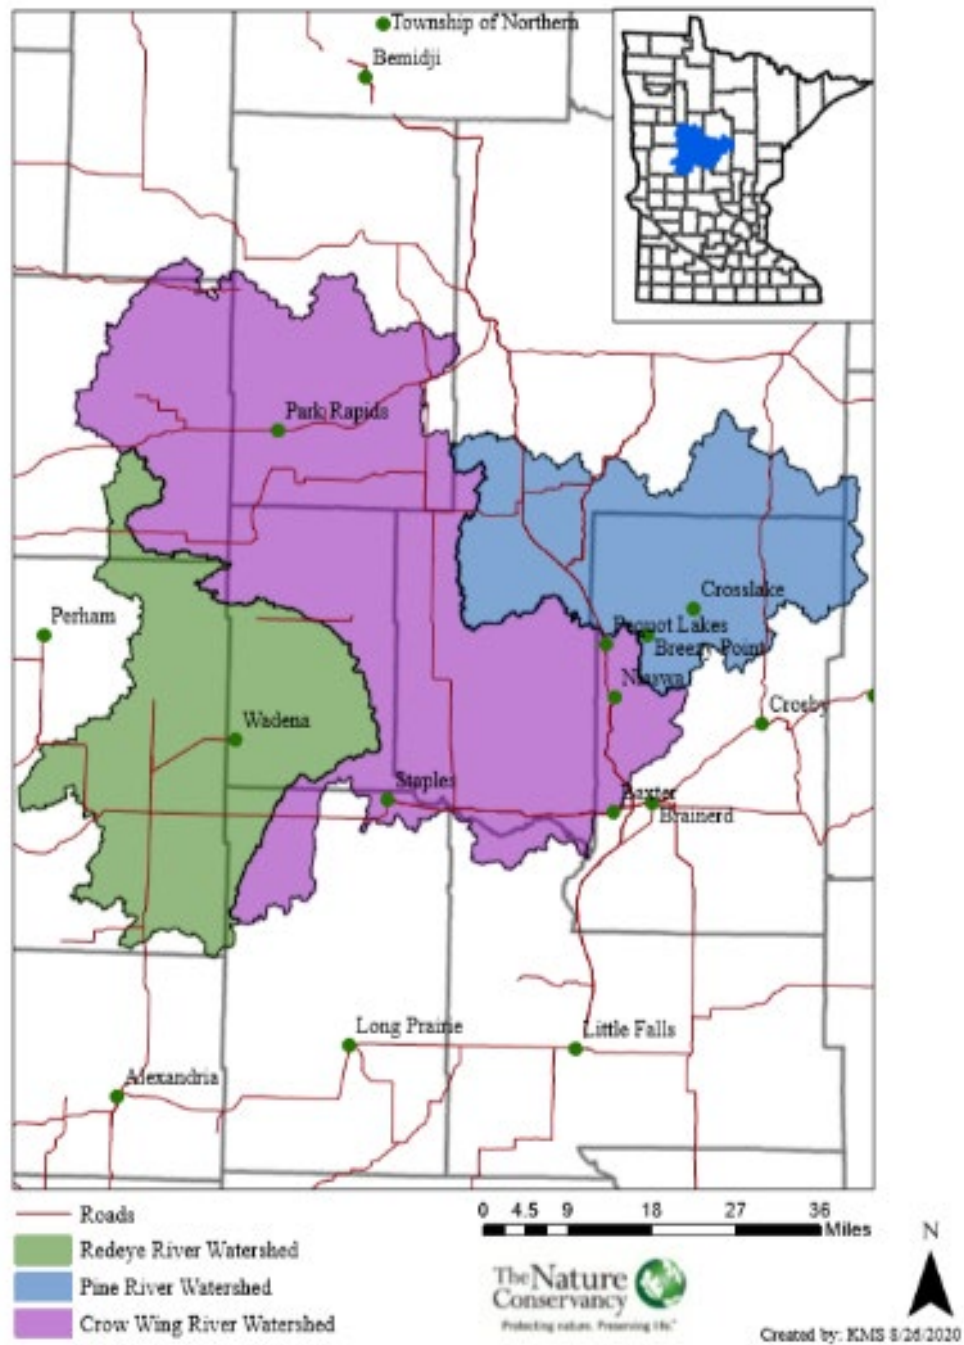 Township of Northern
Bemidji
Park Rapids
Crosslake
Perham
Pequot Lakes
Breezy Point
Nisswa
Crosby
Wadena
Staples
Baxter
Brainerd
Long Prairie
Little Falls
Alexandria
Roads
Redeye River Watershed
Pine River Watershed
Crow Wing River Watershed
0 4.5 9 18 27 36
Miles
N
The Nature
Conservancy
Protecting nature. Preserving life.™
Created by: KMS 8/26/2020